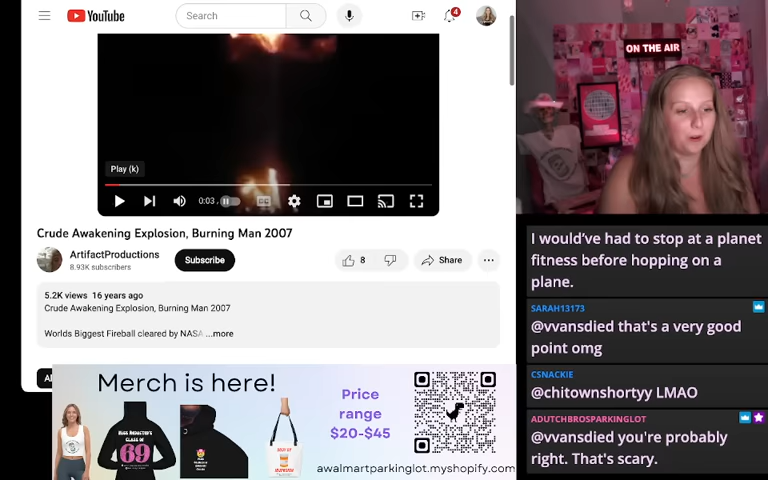 YouTube
Search
4
ON THE AIR
Play (k)
0:03
CC
Crude Awakening Explosion, Burning Man 2007
ArtifactProductions
8.93K subscribers
Subscribe
8
Share
5.2K views 16 years ago
Crude Awakening Explosion, Burning Man 2007
Worlds Biggest Fireball cleared by NASA ...more
Merch is here!
Price
range
$20-$45
CLASS OF
69
awalmartparkinglot.myshopify.com
I would've had to stop at a planet
fitness before hopping on a
plane.
SARAH13173
@vvansdied that's a very good
point omg
CSNACKIE
@chitownshortyy LMAO
ADUTCHBROSPARKINGLOT
@vvansdied you're probably
right. That's scary.